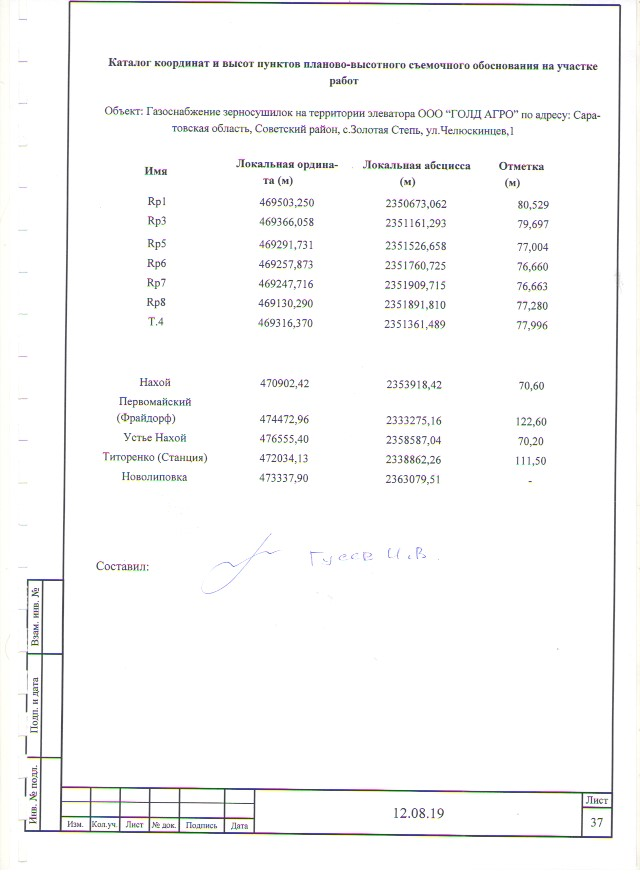 Каталог координат и высот пунктов планово-высотного съемочного обоснования на участке
работ
Объект: Газоснабжение зерносушилок на территории элеватора ООО “ГОЛД АГРО” по адресу: Сара-
товская область, Советский район, с.Золотая Степь, ул.Челюскинцев,1
Имя Локальная ордина- Локальная абсцисса Отметка
та (м) (м) (м)
Rp1 469503,250 2350673,062 80,529
Rp3 469366,058 2351161,293 79,697
Rp5 469291,731 2351526,658 77,004
Rp6 469257,873 2351760,725 76,660
Rp7 469247,716 2351909,715 76,663
Rp8 469130,290 2351891,810 77,280
Т.4 469316,370 2351361,489 77,996
Нахой 470902,42 2353918,42 70,60
Первомайский
(Фрайдорф) 474472,96 2333275,16 122,60
Устье Нахой 476555,40 2358587,04 70,20
Титоренко (Станция) 472034,13 2338862,26 111,50
Новолиповка 473337,90 2363079,51 -
Составил: Гусев И.В.
Взам. инв. №
Подп. и дата
Инв. № подл.
Изм. Кол.уч. Лист № док. Подпись Дата
12.08.19
Лист
37